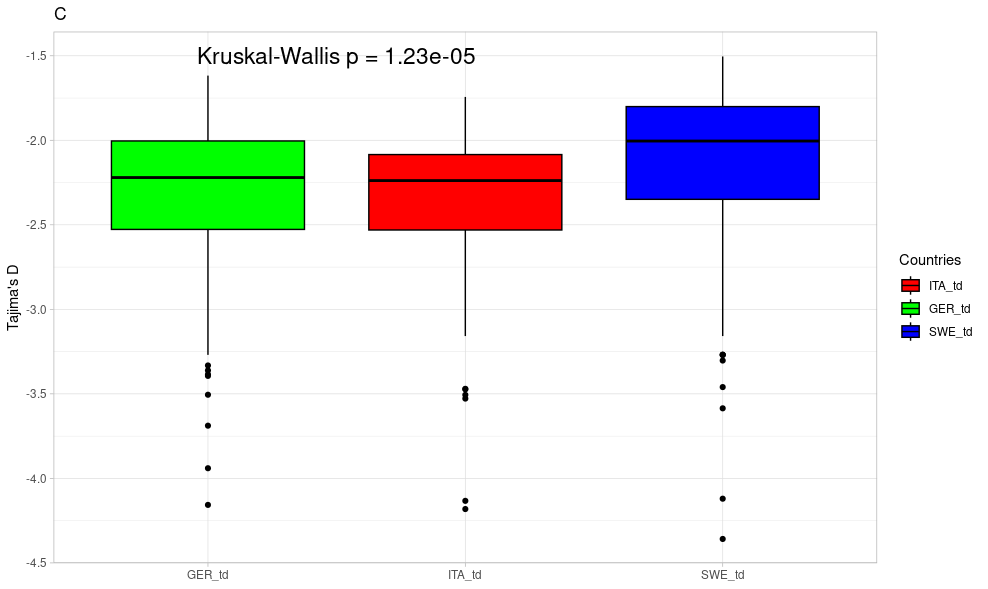 C
Kruskal-Wallis p = 1.23e-05
Tajima's D
-1.5
-2.0
-2.5
-3.0
-3.5
-4.0
-4.5
GER_td
ITA_td
SWE_td
Countries
ITA_td
GER_td
SWE_td